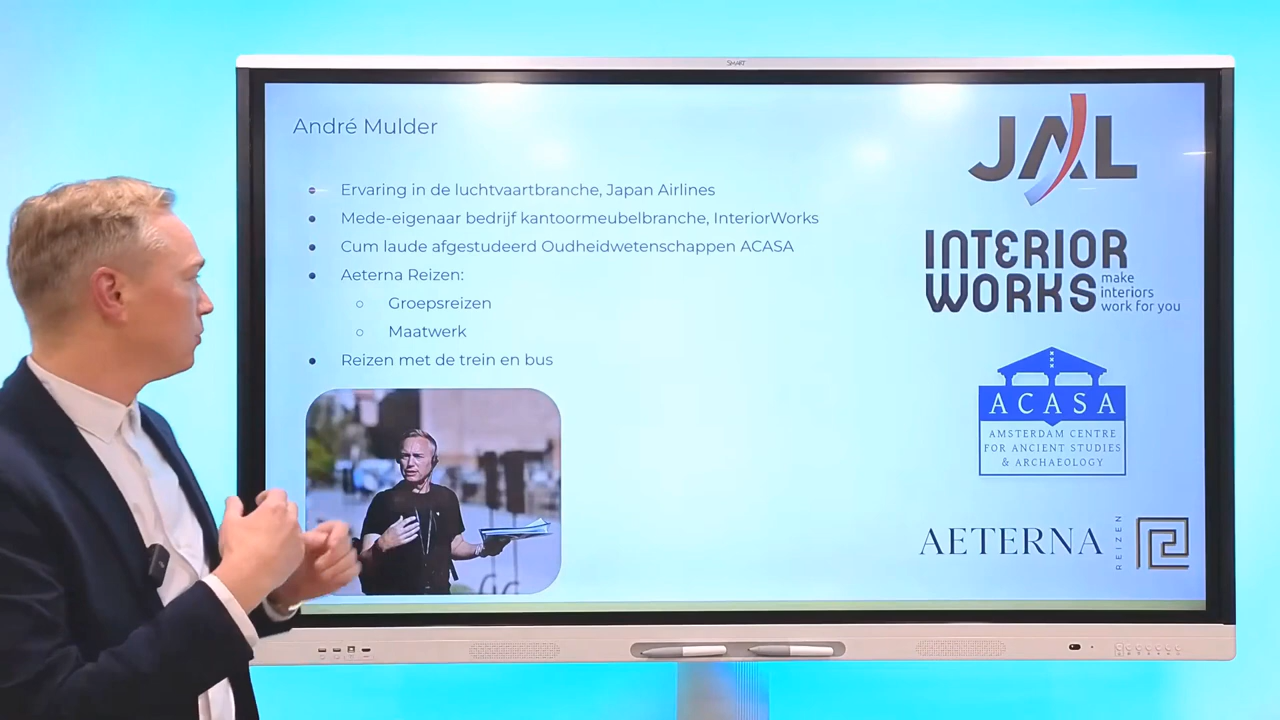 SMART
André Mulder
Ervaring in de luchtvaartbranche, Japan Airlines
Mede-eigenaar bedrijf kantoormeubelbranche, InteriorWorks
Cum laude afgestudeerd Oudheidwetenschappen ACASA
Aeterna Reizen:
Groepsreizen
Maatwerk
Reizen met de trein en bus
JAL
INTERIOR
WORKS
make
interiors
work for you
ACASA
AMSTERDAM CENTRE
FOR ANCIENT STUDIES
& ARCHAEOLOGY
AETERNA
REIZEN